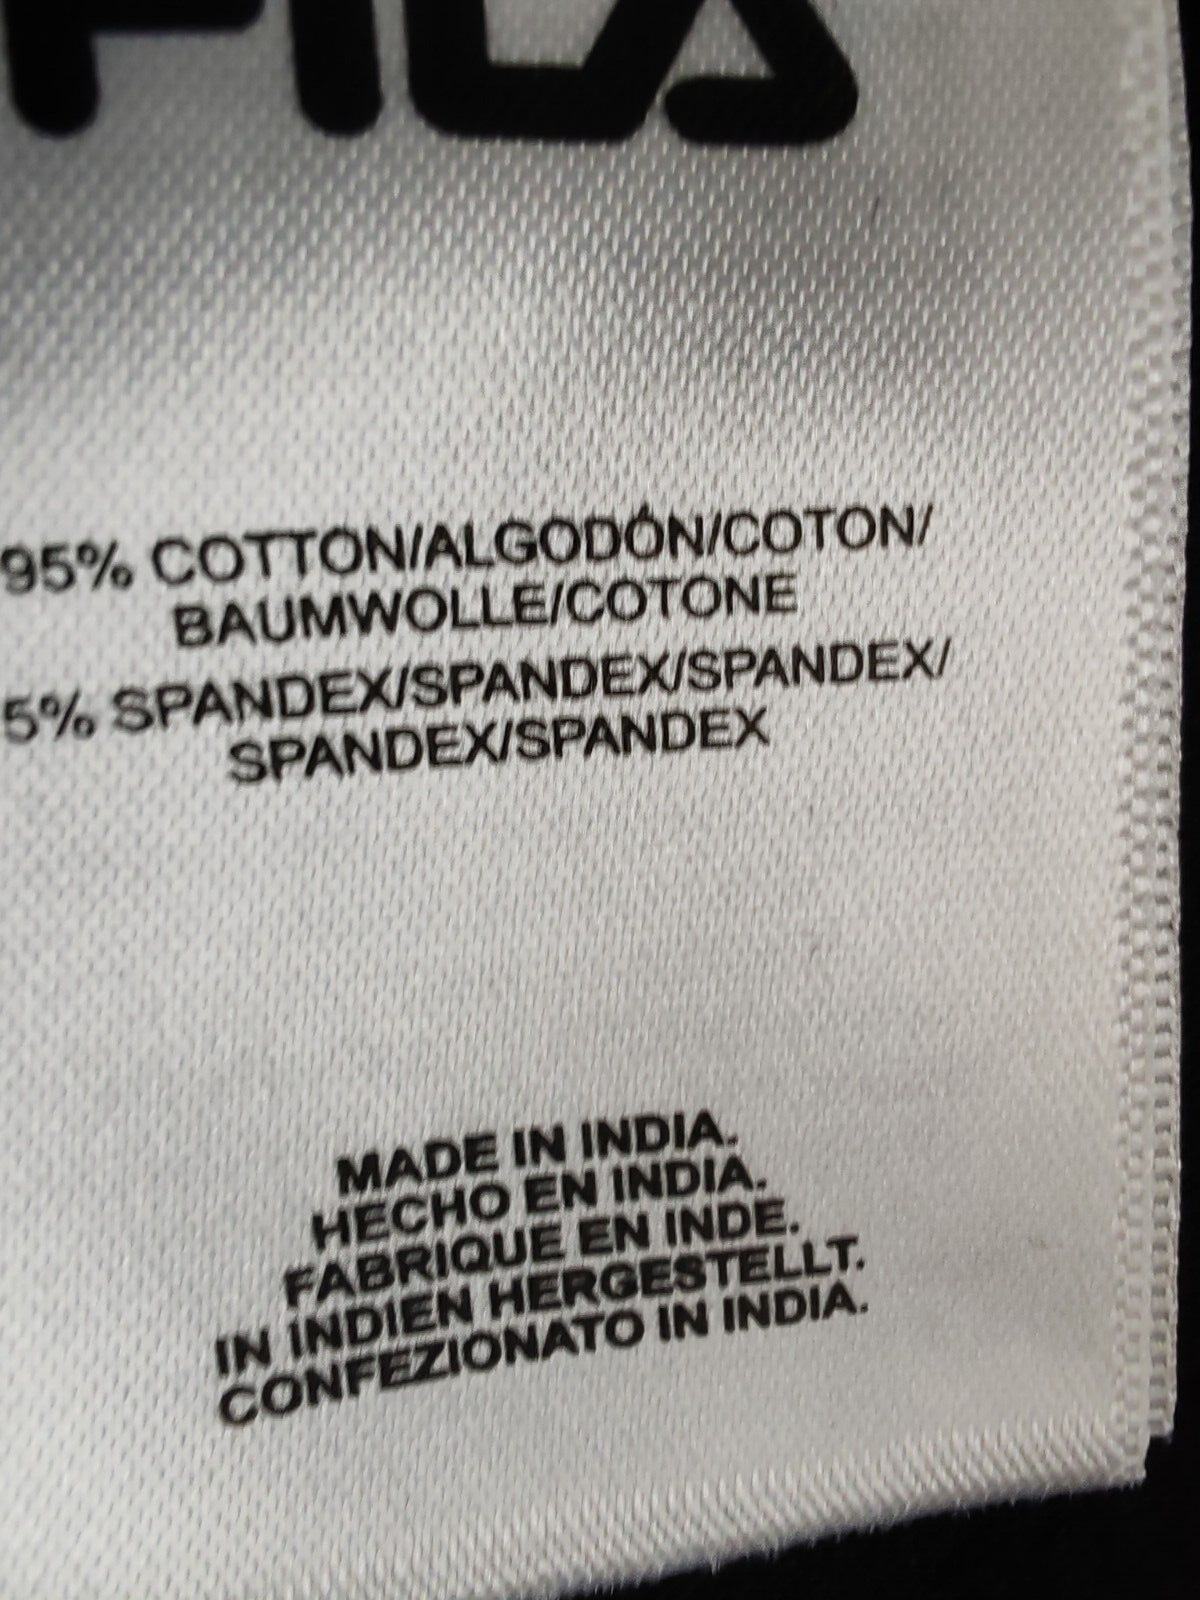 FILA
95% COTTON/ALGODÓN/COTON/
BAUMWOLLE/COTONE
5% SPANDEX/SPANDEX/SPANDEX/
SPANDEX/SPANDEX
MADE IN INDIA.
HECHO EN INDIA.
FABRIQUE EN INDE.
IN INDIEN HERGESTELLT.
CONFEZIONATO IN INDIA.